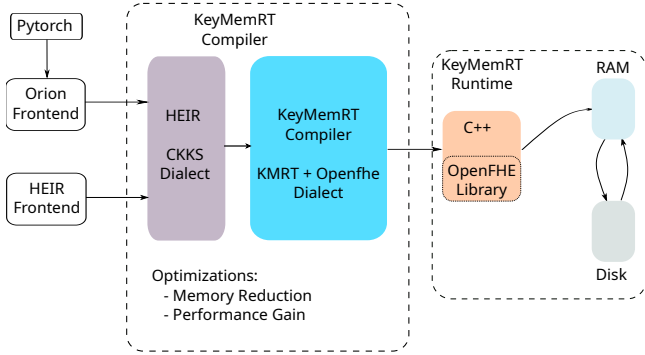 Pytorch
Orion
Frontend
HEIR
Frontend
KeyMemRT
Compiler
HEIR
CKKS
Dialect
KeyMemRT
Compiler
KMRT + Openfhe
Dialect
Optimizations:
- Memory Reduction
- Performance Gain
KeyMemRT
Runtime
C++
OpenFHE
Library
RAM
Disk